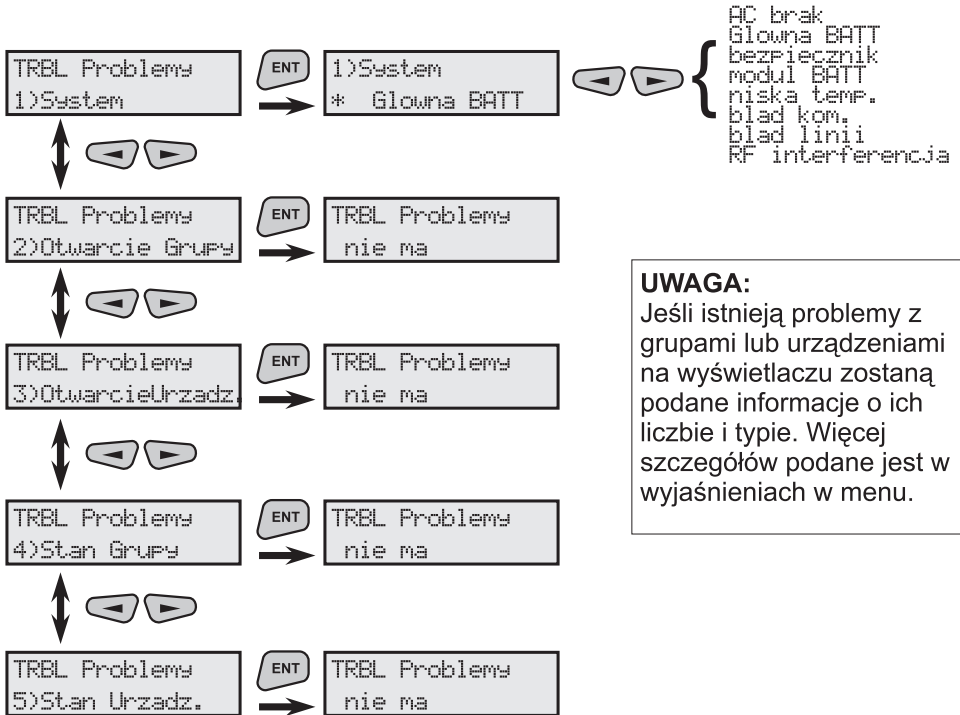 TRBL Problemy
1)System
ENT
1)System
* Glowna BATT
AC brak
Glowna BATT
bezpiecznik
modul BATT
niska temp.
blad kom.
blad linii
RF interferencja
TRBL Problemy
2)Otwarcie Grupy
ENT
TRBL Problemy
nie ma
TRBL Problemy
3)OtwarcieUrzadz.
ENT
TRBL Problemy
nie ma
TRBL Problemy
4)Stan Grupy
ENT
TRBL Problemy
nie ma
TRBL Problemy
5)Stan Urzadz.
ENT
TRBL Problemy
nie ma
UWAGA:
Jeśli istnieją problemy z
grupami lub urządzeniami
na wyświetlaczu zostaną
podane informacje o ich
liczbie i typie. Więcej
szczegółów podane jest w
wyjaśnieniach w menu.